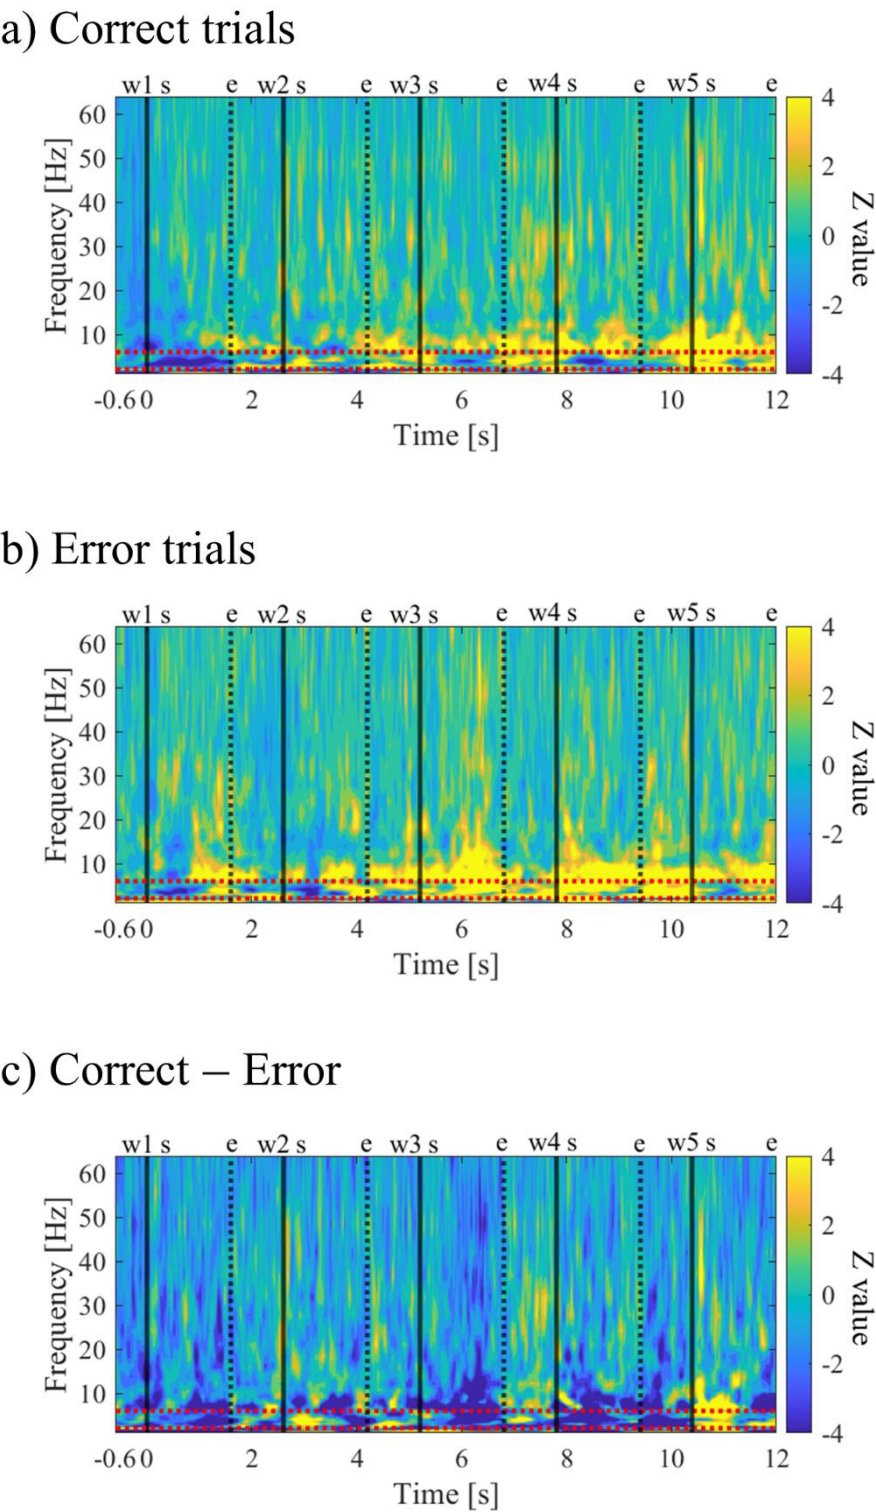 a) Correct trials
w1 s e w2 s e w3 s e w4 s e w5 s e
60
50
40
30
20
10
Frequency [Hz]
-0.6 0 2 4 6 8 10 12
Time [s]
4
2
0
-2
-4
Z value
b) Error trials
w1 s e w2 s e w3 s e w4 s e w5 s e
60
50
40
30
20
10
Frequency [Hz]
-0.6 0 2 4 6 8 10 12
Time [s]
4
2
0
-2
-4
Z value
c) Correct – Error
w1 s e w2 s e w3 s e w4 s e w5 s e
60
50
40
30
20
10
Frequency [Hz]
-0.6 0 2 4 6 8 10 12
Time [s]
4
2
0
-2
-4
Z value